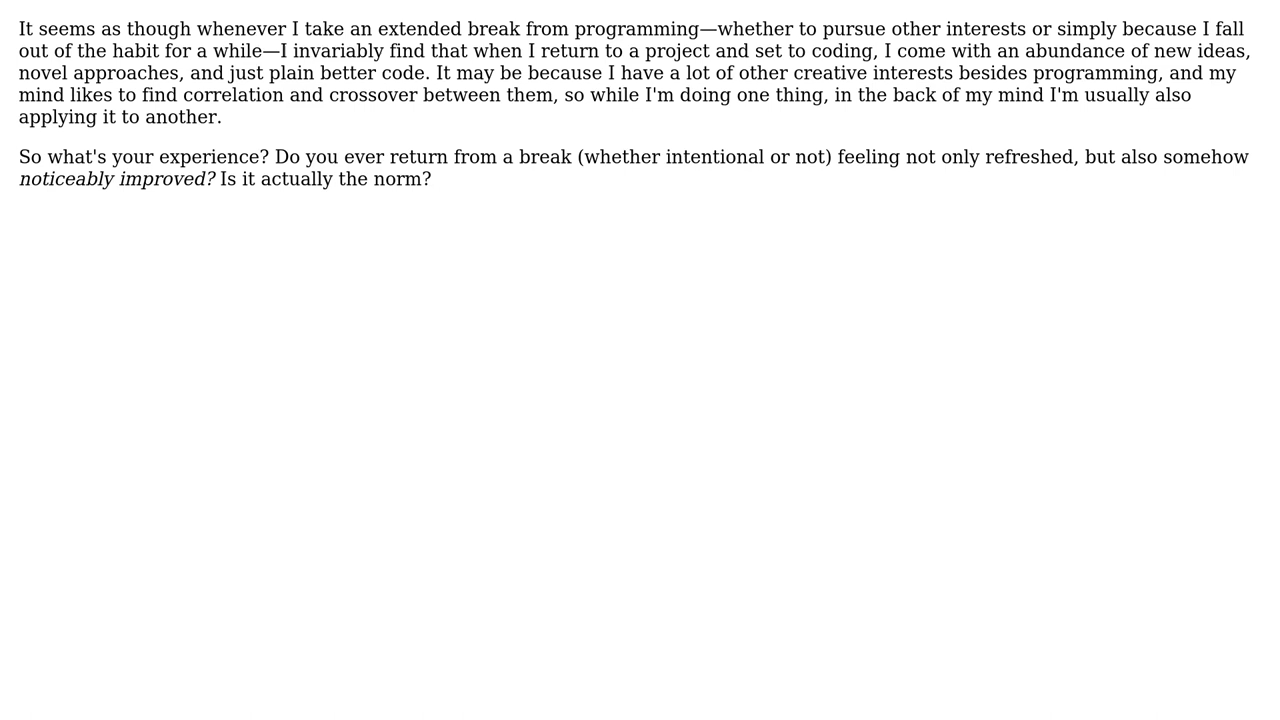 It seems as though whenever I take an extended break from programming—whether to pursue other interests or simply because I fall
out of the habit for a while—I invariably find that when I return to a project and set to coding, I come with an abundance of new ideas,
novel approaches, and just plain better code. It may be because I have a lot of other creative interests besides programming, and my
mind likes to find correlation and crossover between them, so while I'm doing one thing, in the back of my mind I'm usually also
applying it to another.
So what's your experience? Do you ever return from a break (whether intentional or not) feeling not only refreshed, but also somehow
noticeably improved? Is it actually the norm?